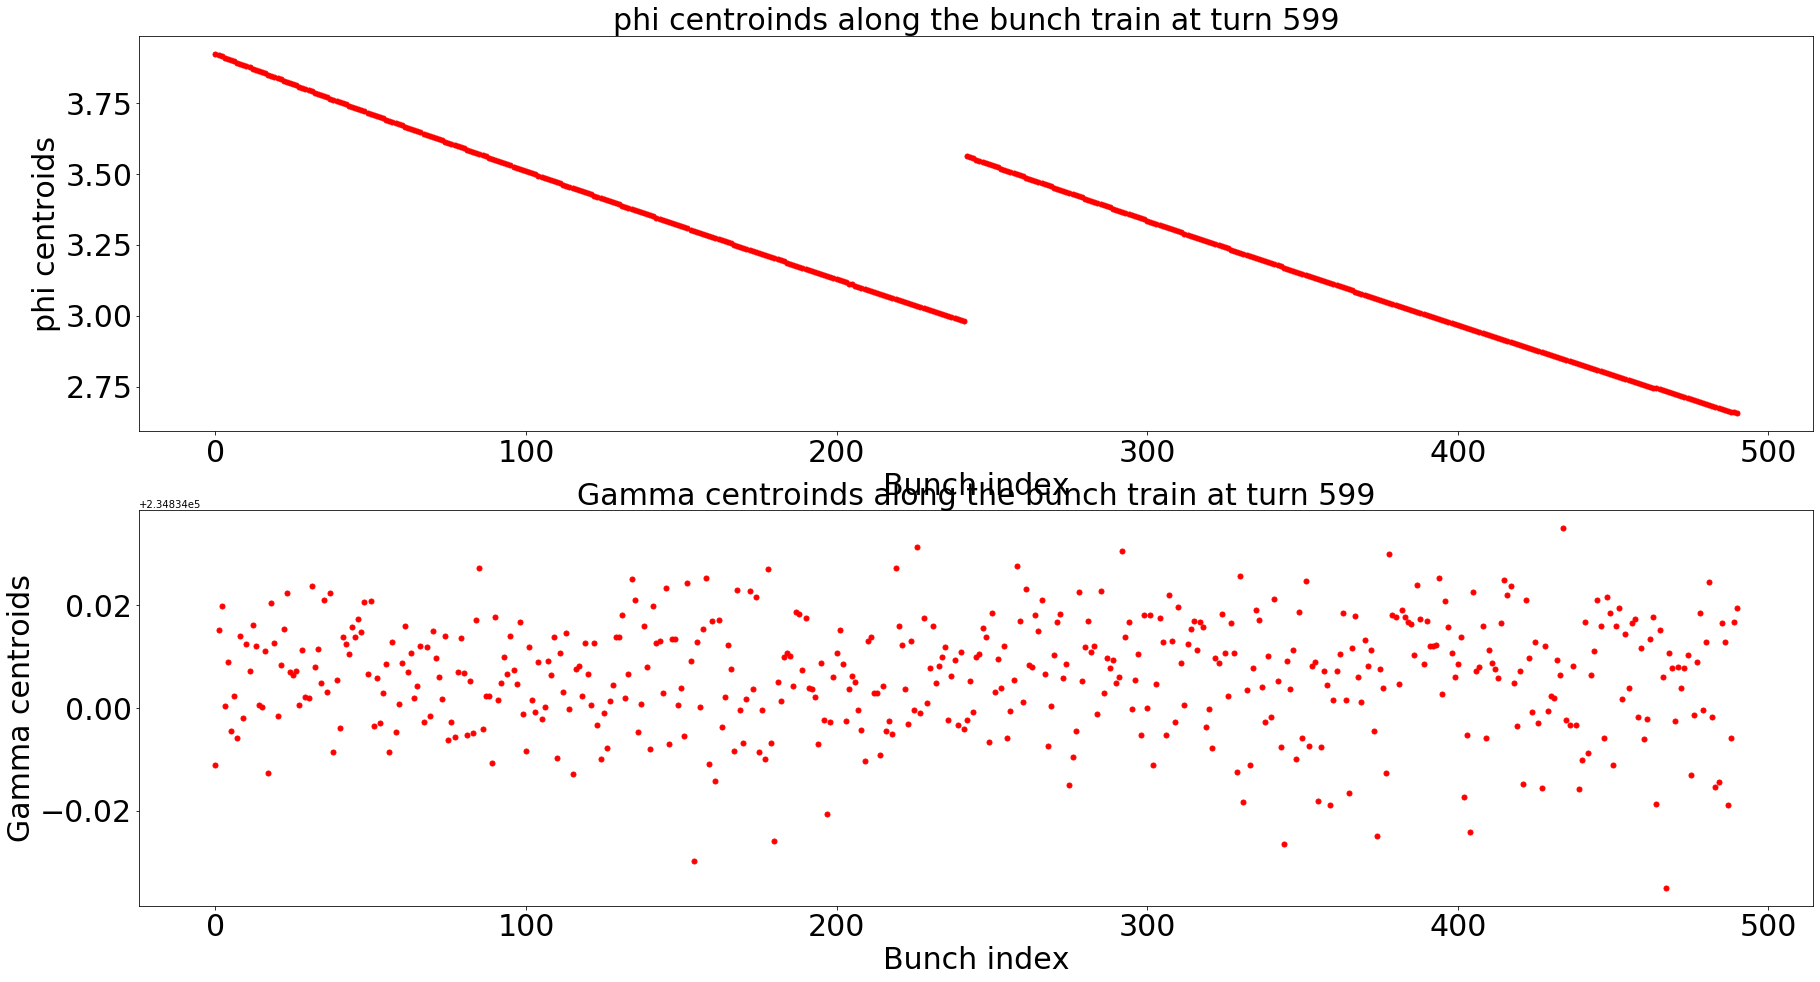 phi centroinds along the bunch train at turn 599
phi centroids
3.75
3.50
3.25
3.00
2.75
0 100 200 300 400 500
Bunch index
Gamma centroinds along the bunch train at turn 599
+2.34834e5
Gamma centroids
0.02
0.00
−0.02
0 100 200 300 400 500
Bunch index